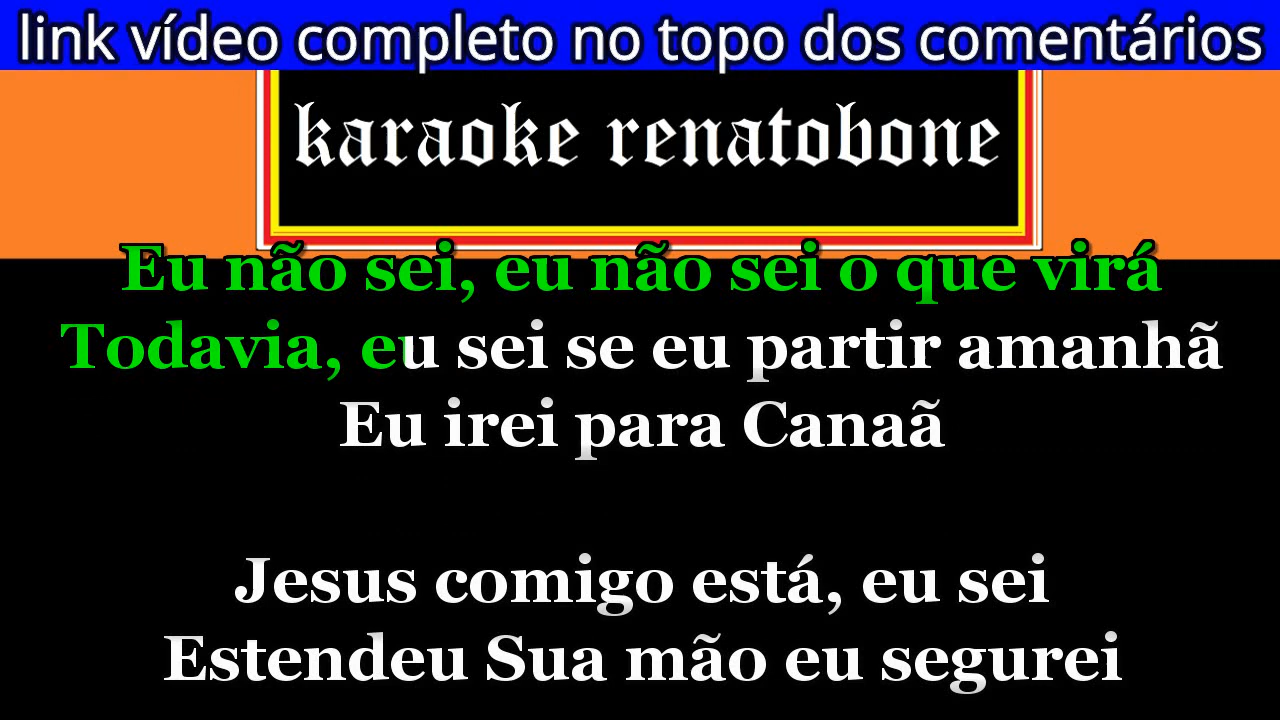 link vídeo completo no topo dos comentários
karaoke renatobone
Eu não sei, eu não sei o que virá
Todavia, eu sei se eu partir amanhã
Eu irei para Canaã
Jesus comigo está, eu sei
Estendeu Sua mão eu segurei